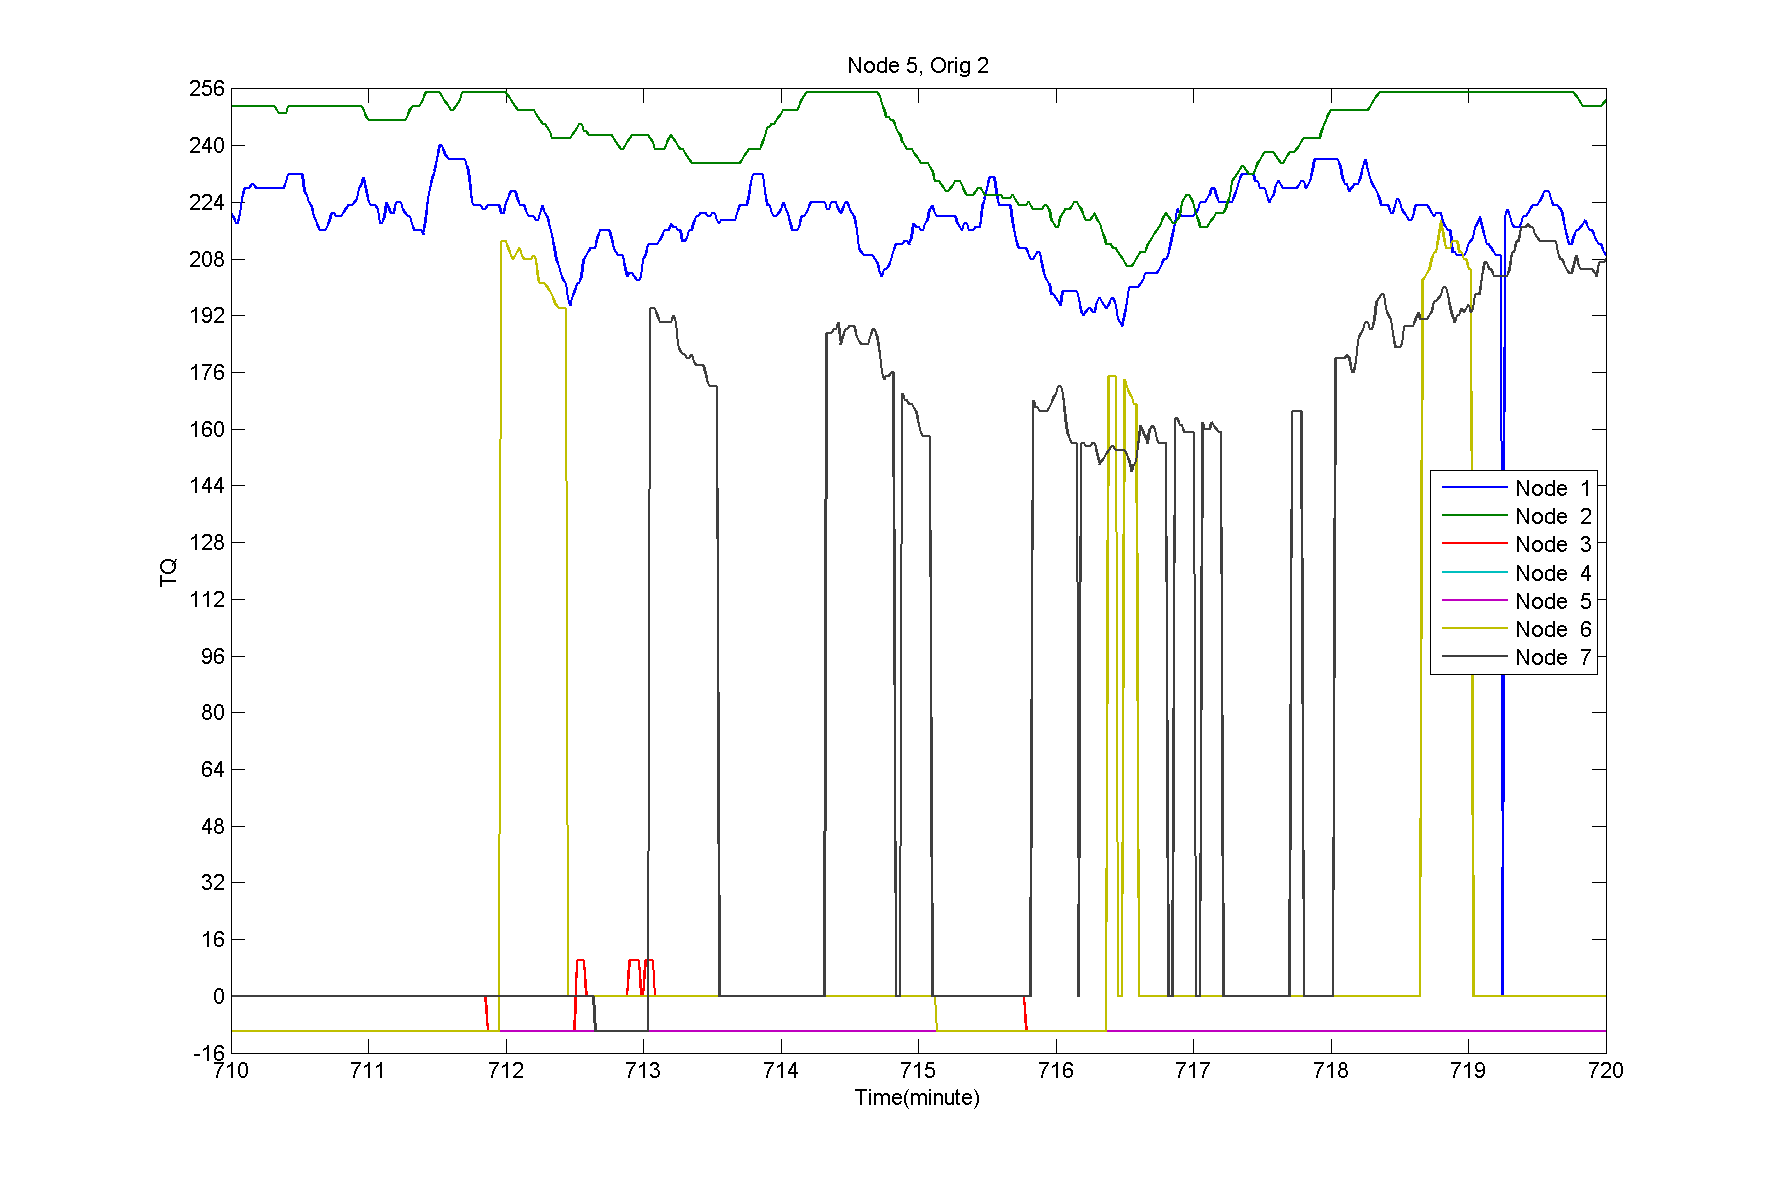 Node 5, Orig 2
256
240
224
208
192
176
160
144
128
112
96
80
64
48
32
16
0
-16
TQ
710 711 712 713 714 715 716 717 718 719 720
Time(minute)
Node 1
Node 2
Node 3
Node 4
Node 5
Node 6
Node 7